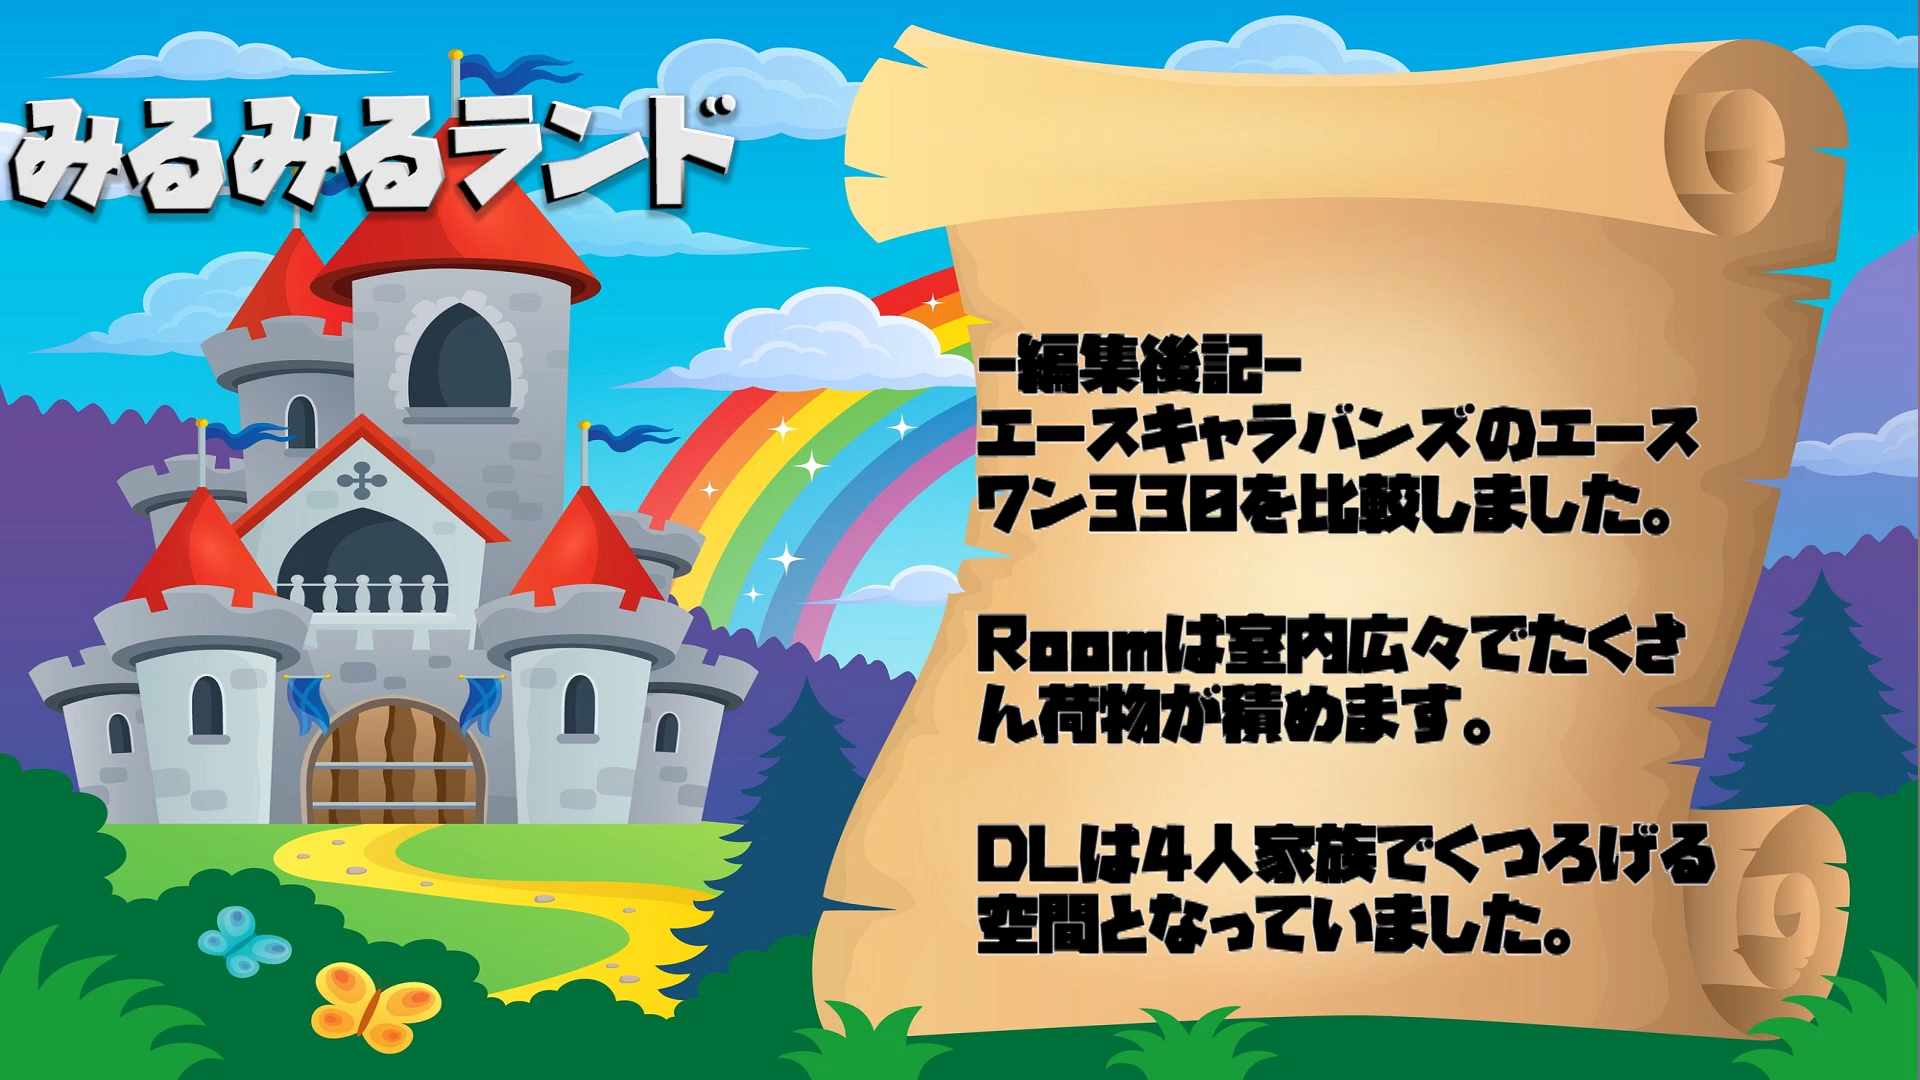 みるみるランド
ー編集後記ー
エースキャラバンズのエース
ワン330を比較しました。
Roomは室内広々でたくさ
ん荷物が積めます。
DLは4人家族でくつろげる
空間となっていました。